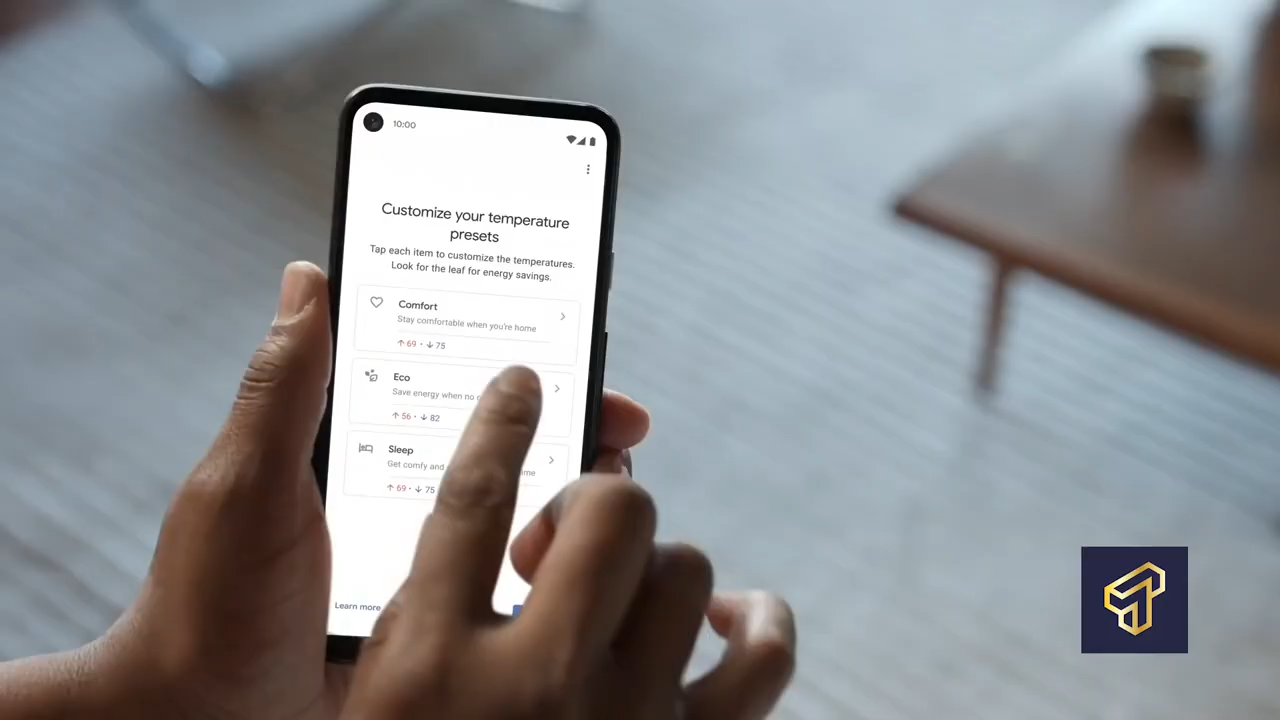 10:00
Customize your temperature
presets
Tap each item to customize the temperatures.
Look for the leaf for energy savings.
Comfort
Stay comfortable when you're home
↑ 69 · ↓ 75
Eco
Save energy when no
↑ 56 · ↓ 82
Sleep
Get comfy and
↑ 69 · ↓ 75
Learn more